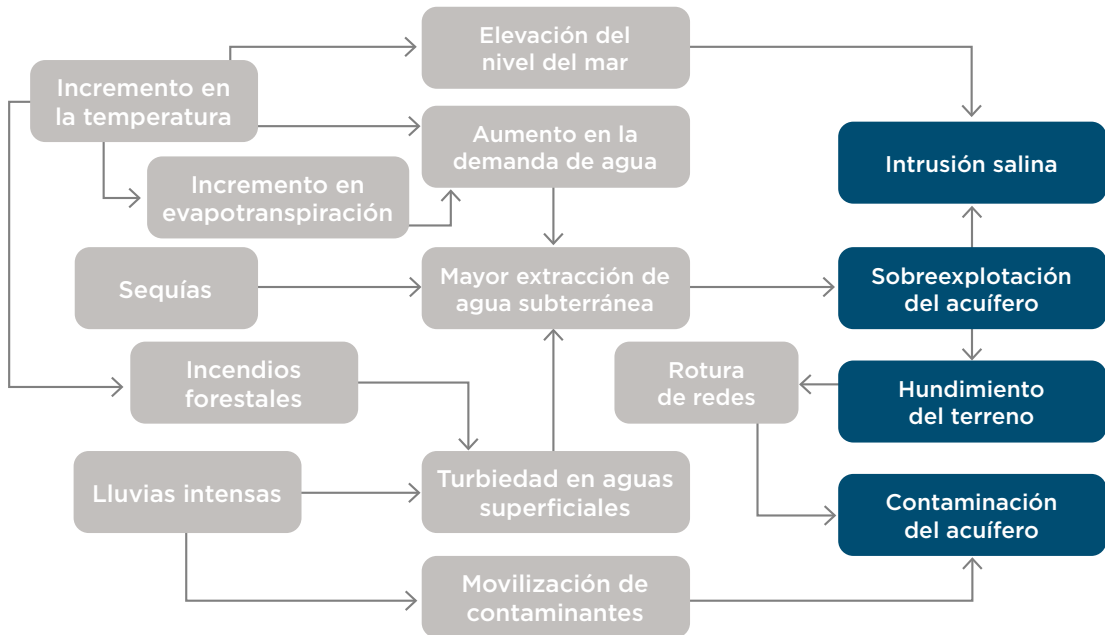 Elevación del
nivel del mar
Incremento en
la temperatura
Aumento en la
demanda de agua
Intrusión salina
Incremento en
evapotranspiración
Sequías
Mayor extracción de
agua subterránea
Sobreexplotación
del acuífero
Incendios
forestales
Rotura
de redes
Hundimiento
del terreno
Lluvias intensas
Turbiedad en aguas
superficiales
Contaminación
del acuífero
Movilización de
contaminantes